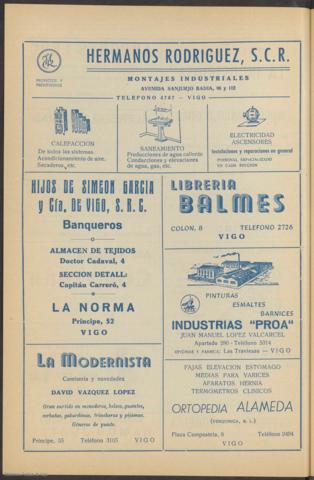 HERMANOS RODRIGUEZ, S.C.R.
PROYECTOS Y
PRESUPUESTOS
MONTAJES INDUSTRIALES
AVENIDA SANJURJO BADIA, 96 y 102
TELEFONO 4787 - VIGO
CALEFACCION
De todos los sistemas.
Acondicionamiento de aire.
Secaderos, etc.
SANEAMIENTO
Producciones de agua caliente
Conducciones y elevaciones
de agua, gas, etc.
ELECTRICIDAD
ASCENSORES
Instalaciones y reparaciones en general
PERSONAL ESPECIALIZADO
EN CADA SECCION
HIJOS DE SIMEON GARCIA
y Cía. DE VIGO, S. R. C.
Banqueros
ALMACEN DE TEJIDOS
Doctor Cadaval, 4
SECCION DETALL:
Capitán Carreró, 4
LA NORMA
Príncipe, 52
VIGO
LIBRERIA
BALMES
COLON, 8 TELEFONO 2726
VIGO
PINTURAS
ESMALTES
BARNICES
INDUSTRIAS "PROA"
JUAN MANUEL LOPEZ VALCARCEL
Apartado 280 - Teléfono 5014
OFICINAS Y FABRICA: Las Traviesas - VIGO
La MODERNISTA
Camisería y novedades
DAVID VAZQUEZ LOPEZ
Gran surtido en monederos, bolsos, guantes,
corbatas, gabardinas, trincheras y pijamas.
Géneros de punto.
Príncipe, 55 Teléfono 3105 VIGO
FAJAS ELEVACION ESTOMAGO
MEDIAS PARA VARICES
APARATOS HERNIA
TERMOMETROS CLINICOS
ORTOPEDIA ALAMEDA
Plaza Compostela, 6 Teléfono 2494
VIGO